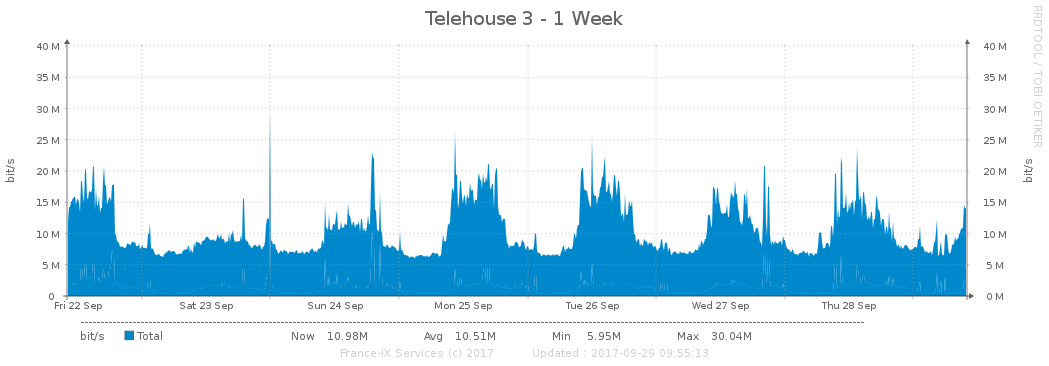 Telehouse 3 - 1 Week
RRDTOOL / TOBI OETIKER
bit/s
bit/s
40 M 40 M
35 M 35 M
30 M 30 M
25 M 25 M
20 M 20 M
15 M 15 M
10 M 10 M
5 M 5 M
0 0 M
Fri 22 Sep Sat 23 Sep Sun 24 Sep Mon 25 Sep Tue 26 Sep Wed 27 Sep Thu 28 Sep
bit/s Total Now 10.98M Avg 10.51M Min 5.95M Max 30.04M
France-IX Services (c) 2017 Updated : 2017-09-29 09:55:13